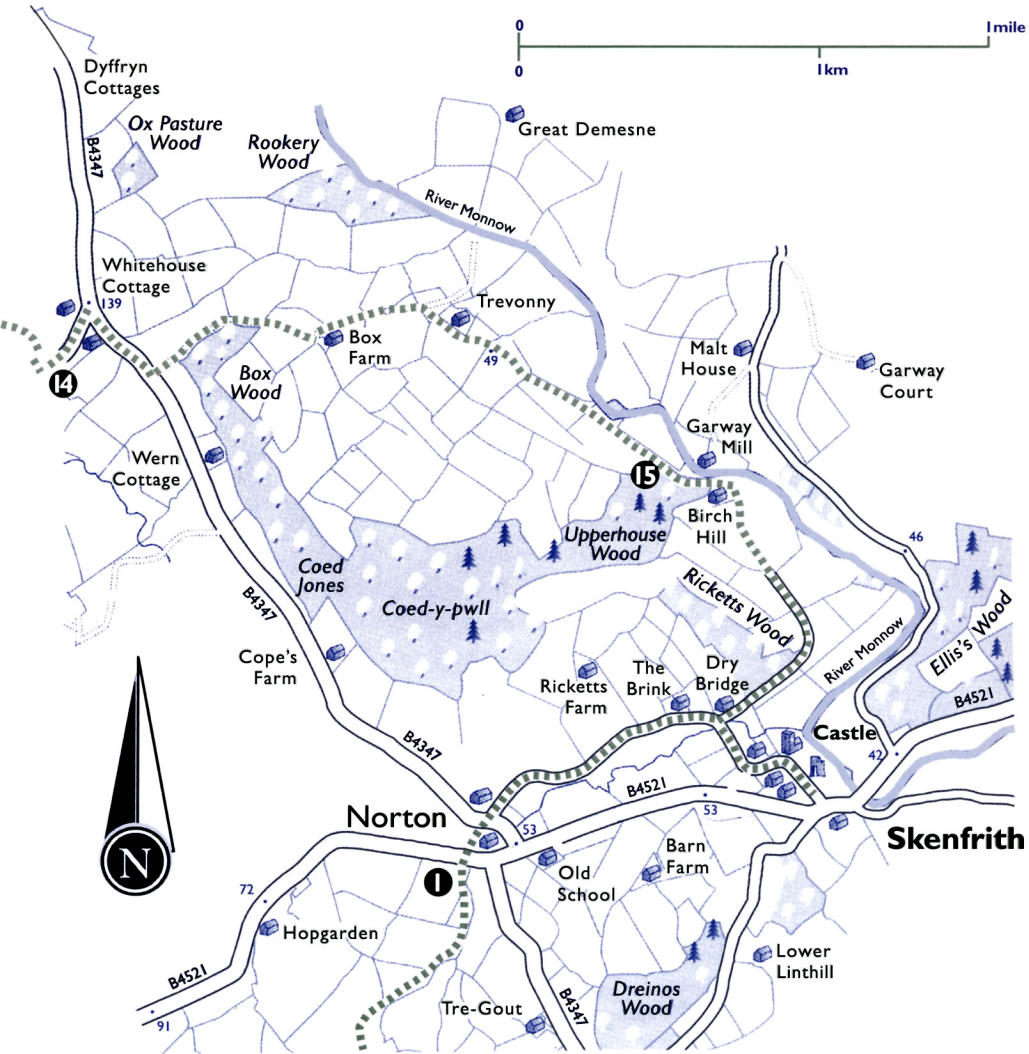 0
1mile
0
1km
Dyffryn
Cottages
Ox Pasture
Wood
B4347
Rookery
Wood
Great Demesne
River Monnow
Whitehouse
Cottage
139
14
Trevonny
Box
Farm
49
Box
Wood
Malt
House
Garway
Court
Garway
Mill
Wern
Cottage
15
Birch
Hill
Upperhouse
Wood
46
Coed
Jones
Coed-y-pwll
B4347
Ricketts Wood
Ellis's Wood
River Monnow
Cope's
Farm
Ricketts
Farm
The
Brink
Dry
Bridge
B4521
Castle
42
B4347
B4521
53
Norton
53
Skenfrith
1
Old
School
Barn
Farm
72
Hopgarden
Lower
Linthill
B4521
91
Tre-Gout
B4347
Dreinos
Wood
N